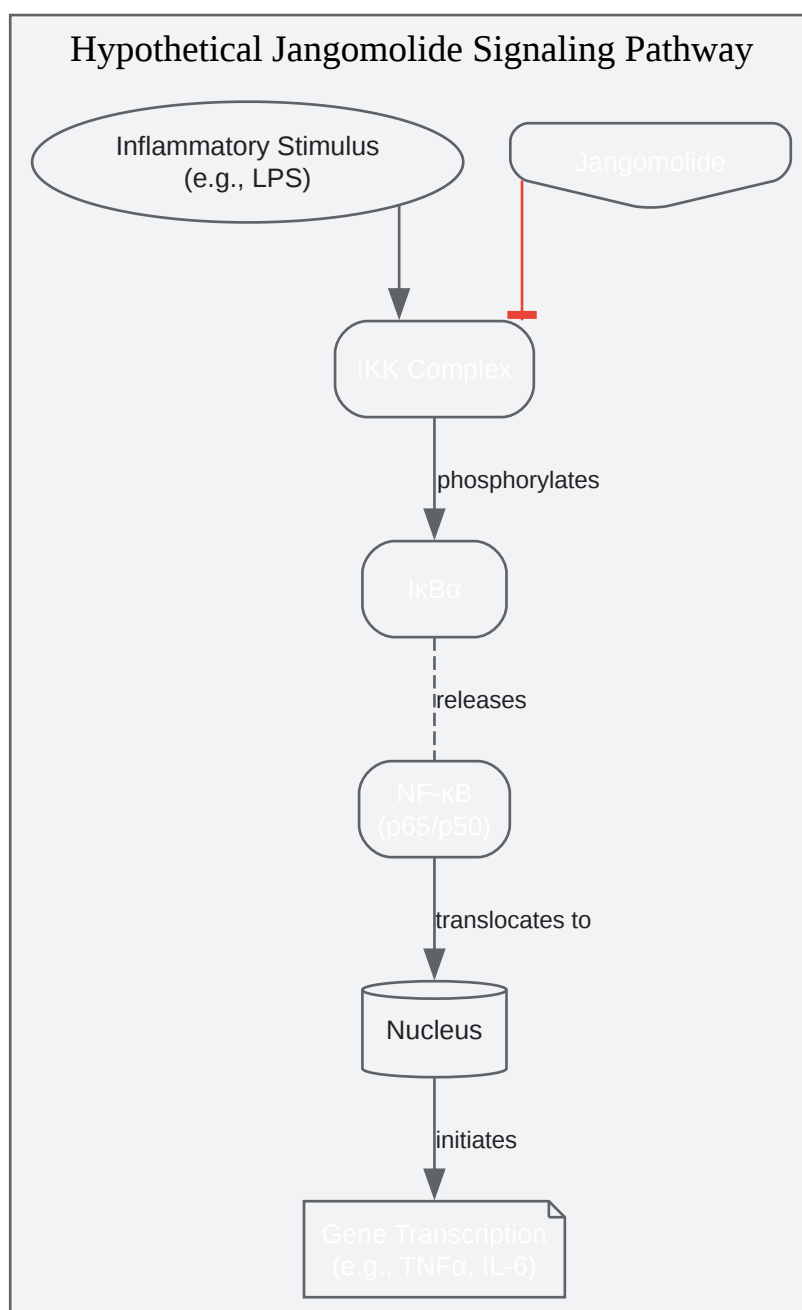 Hypothetical Jangomolide Signaling Pathway
Inflammatory Stimulus
(e.g., LPS)
Jangomolide
IKK Complex
phosphorylates
IκBα
releases
NF-κB
(p65/p50)
translocates to
Nucleus
initiates
Gene Transcription
(e.g., TNFα, IL-6)